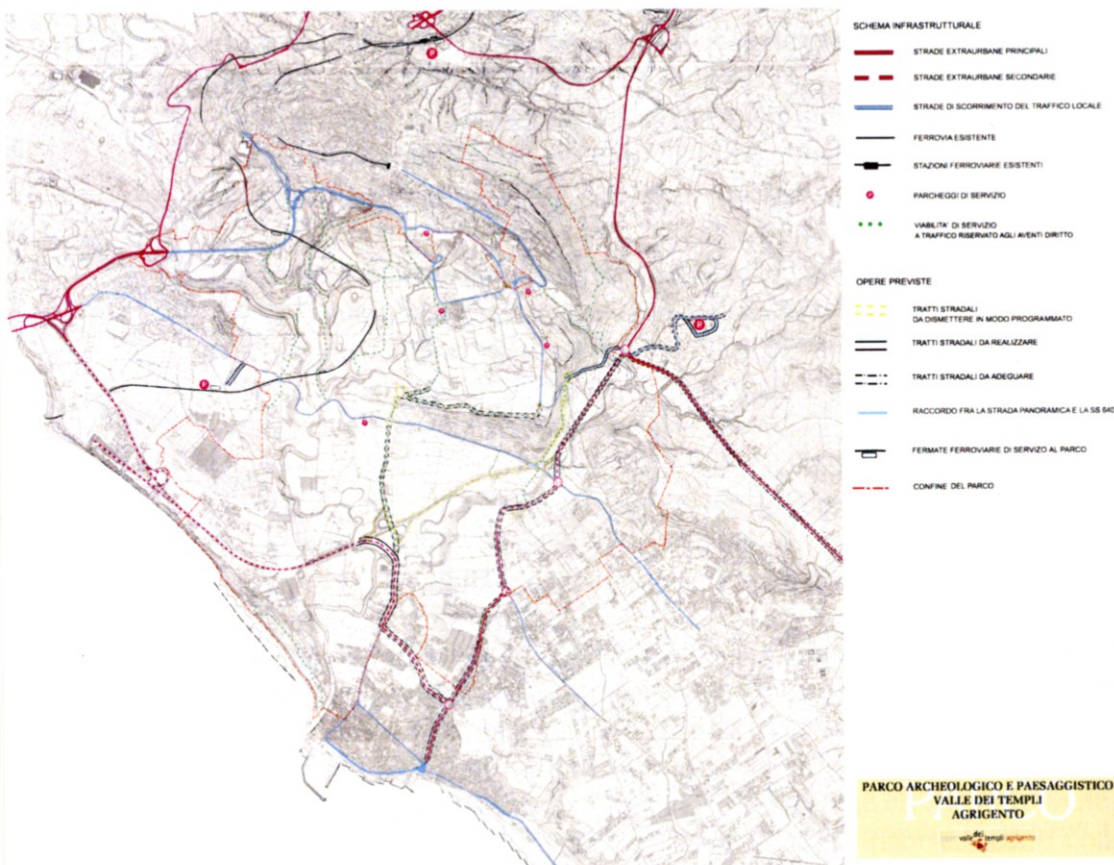 SCHEMA INFRASTRUTTURALE
STRADE EXTRAURBANE PRINCIPALI
STRADE EXTRAURBANE SECONDARIE
STRADE DI SCORRIMENTO DEL TRAFFICO LOCALE
FERROVIA ESISTENTE
STAZIONI FERROVIARIE ESISTENTI
PARCHEGGI DI SERVIZIO
VIABILITA' DI SERVIZIO
A TRAFFICO RISERVATO AGLI AVENTI DIRITTO
OPERE PREVISTE
TRATTI STRADALI
DA DISMETTERE IN MODO PROGRAMMATO
TRATTI STRADALI DA REALIZZARE
TRATTI STRADALI DA ADEGUARE
RACCORDO FRA LA STRADA PANORAMICA E LA SS 640
FERMATE FERROVIARIE DI SERVIZO AL PARCO
CONFINE DEL PARCO
P
P
P
PARCO ARCHEOLOGICO E PAESAGGISTICO
VALLE DEI TEMPLI
AGRIGENTO
valle dei templi agrigento